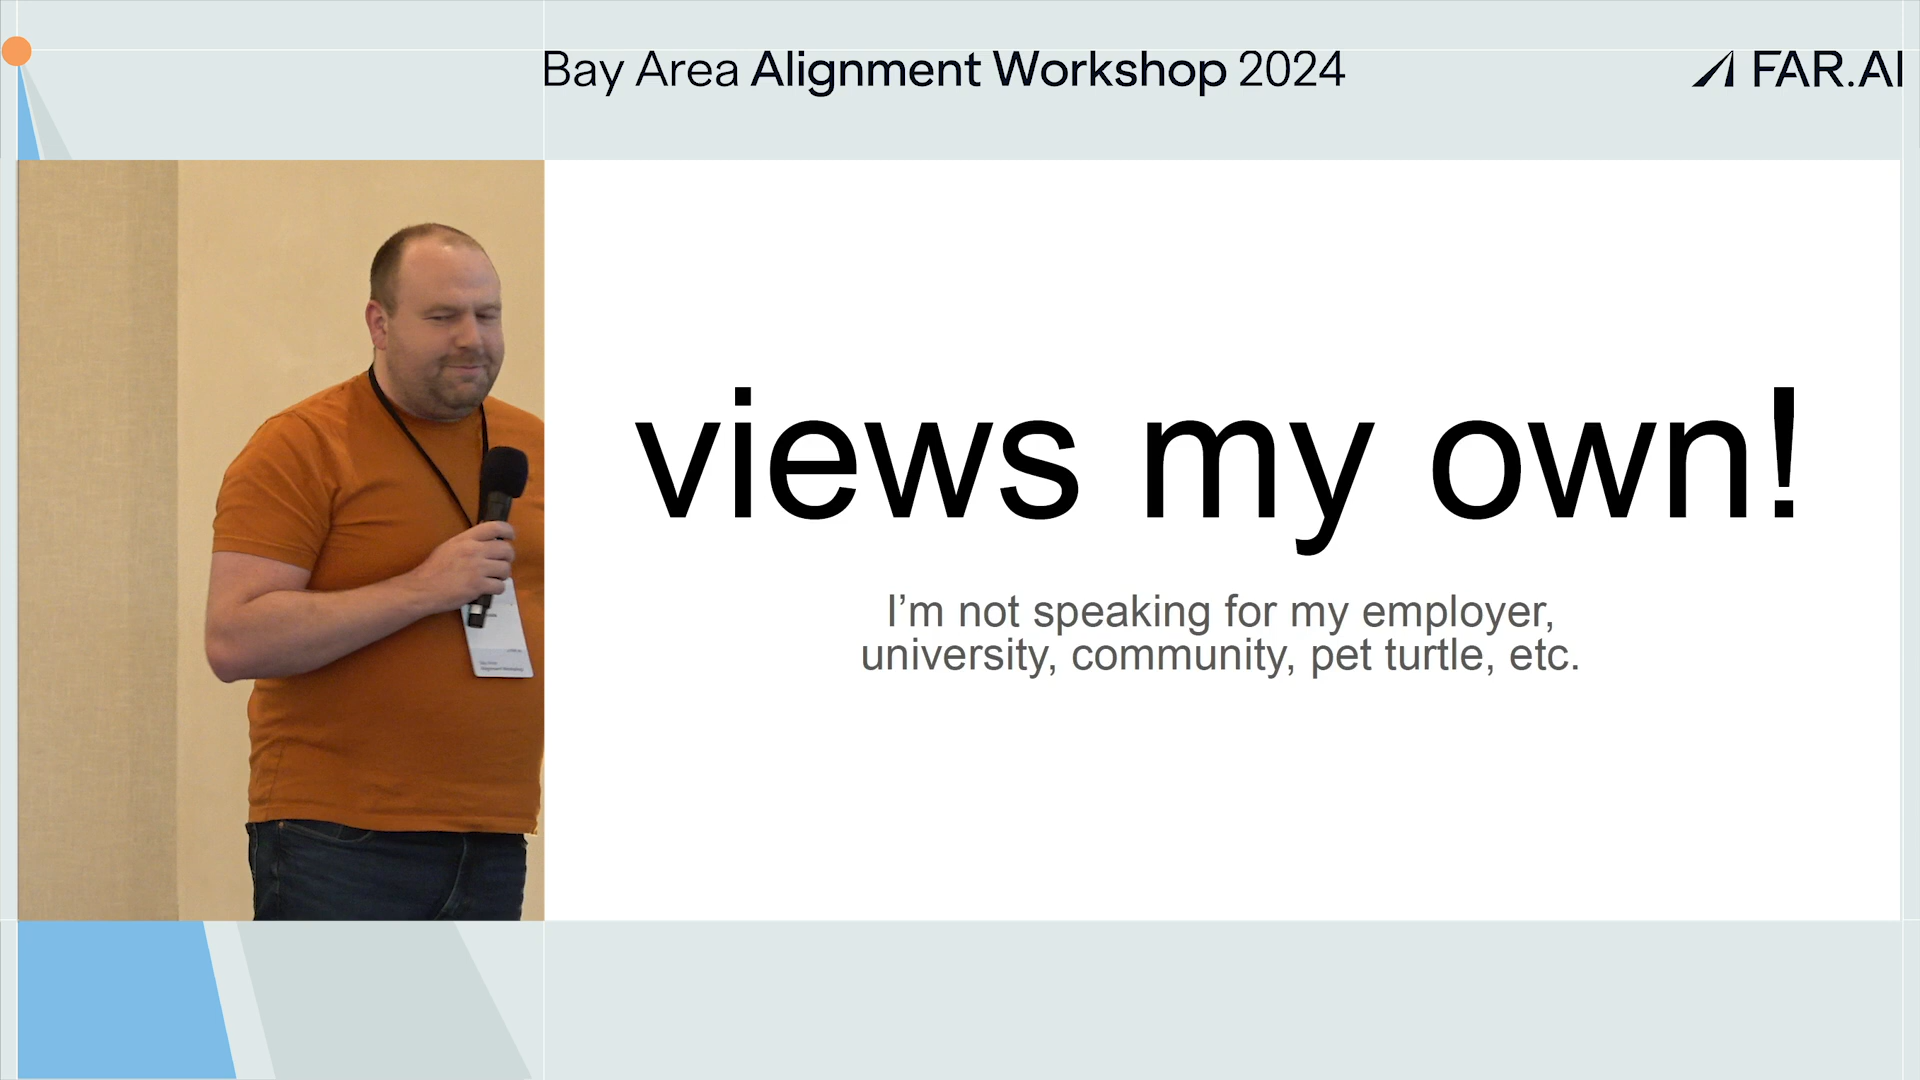 Bay Area Alignment Workshop 2024
FAR.AI
views my own!
I’m not speaking for my employer,
university, community, pet turtle, etc.